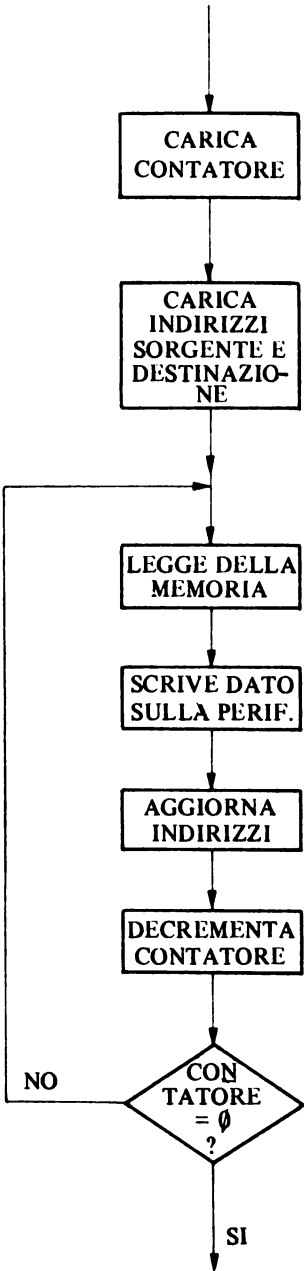 CARICA
CONTATORE
CARICA
INDIRIZZI
SORGENTE E
DESTINAZIO-
NE
LEGGE DELLA
MEMORIA
SCRIVE DATO
SULLA PERIF.
AGGIORNA
INDIRIZZI
DECREMENTA
CONTATORE
CON
TATORE
= Ø
?
NO
SI